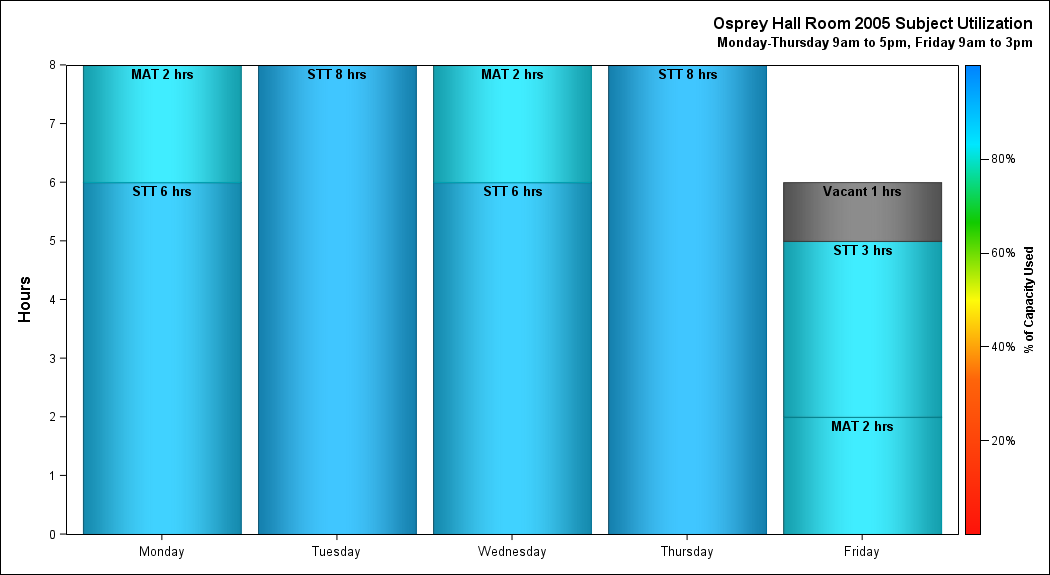 Osprey Hall Room 2005 Subject Utilization
Monday-Thursday 9am to 5pm, Friday 9am to 3pm
Hours
8
7
6
5
4
3
2
1
0
MAT 2 hrs
STT 6 hrs
STT 8 hrs
MAT 2 hrs
STT 6 hrs
STT 8 hrs
Vacant 1 hrs
STT 3 hrs
MAT 2 hrs
Monday
Tuesday
Wednesday
Thursday
Friday
80%
60%
40%
20%
% of Capacity Used